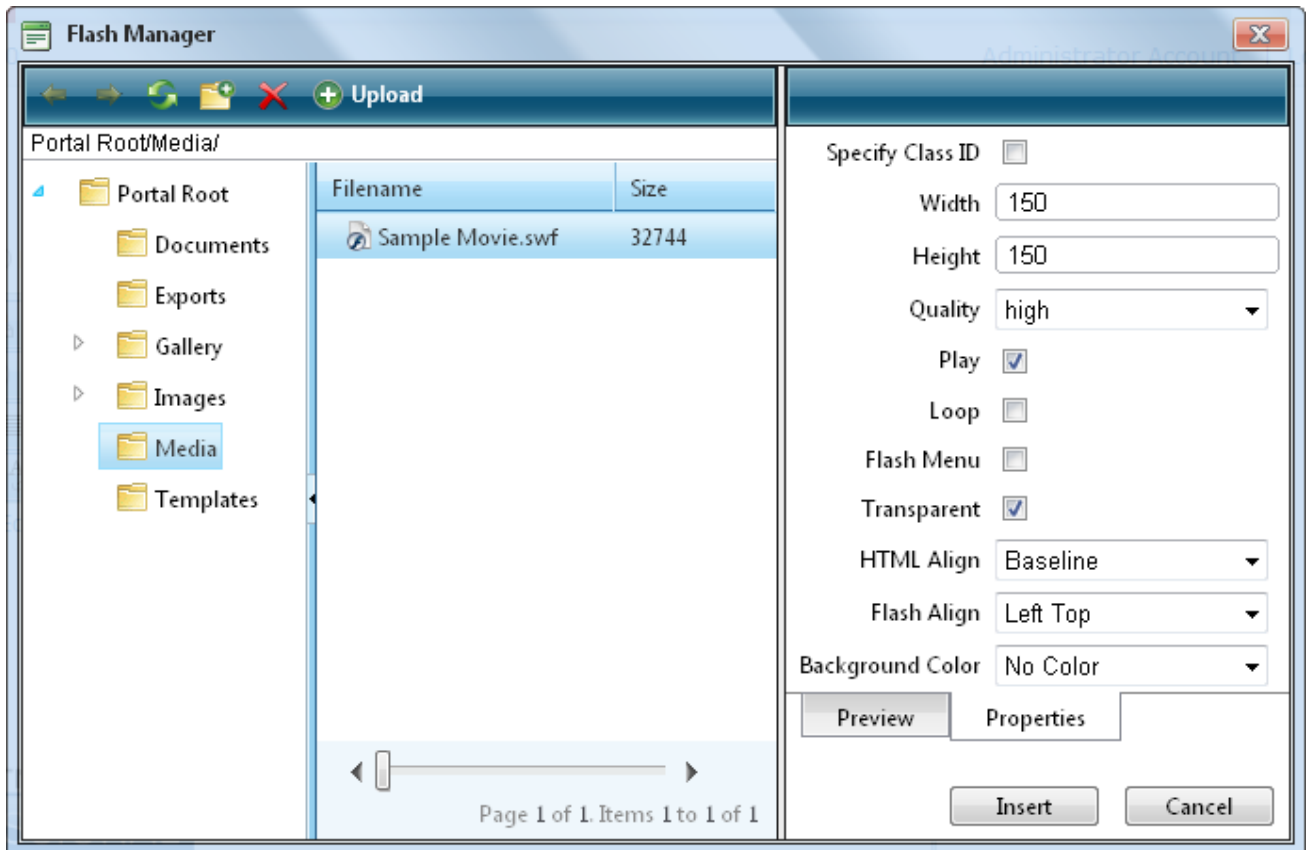 Flash Manager
Administrator Account
Upload
Portal Root/Media/
Portal Root
Documents
Exports
Gallery
Images
Media
Templates
Filename Size
Sample Movie.swf 32744
Page 1 of 1. Items 1 to 1 of 1
Specify Class ID
Width 150
Height 150
Quality high
Play
Loop
Flash Menu
Transparent
HTML Align Baseline
Flash Align Left Top
Background Color No Color
Preview Properties
Insert Cancel